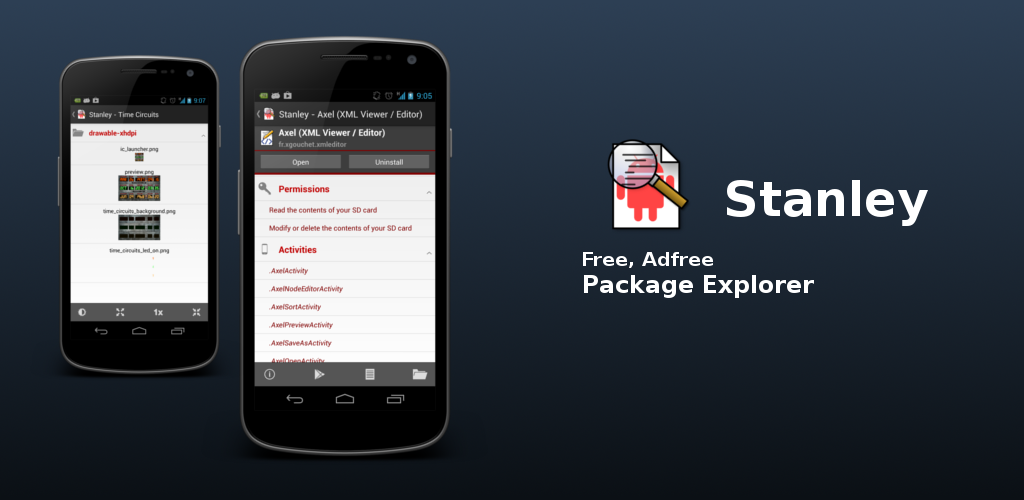 9:07
Stanley - Time Circuits
drawable-xhdpi
ic_launcher.png
preview.png
time_circuits_background.png
time_circuits_led_on.png
1x
9:05
Stanley - Axel (XML Viewer / Editor)
Axel (XML Viewer / Editor)
fr.xgouchet.xmleditor
Open Uninstall
Permissions
Read the contents of your SD card
Modify or delete the contents of your SD card
Activities
.AxelActivity
.AxelNodeEditorActivity
.AxelSortActivity
.AxelPreviewActivity
.AxelSaveAsActivity
.AxelOpenActivity
Stanley
Free, Adfree
Package Explorer